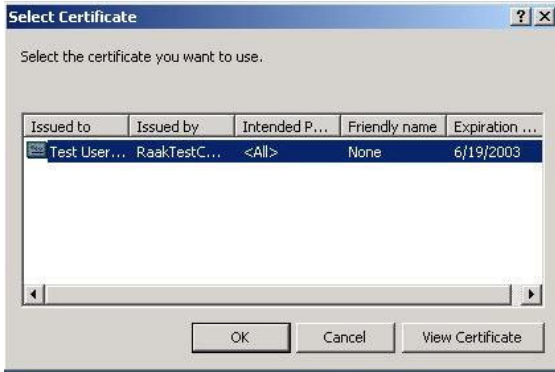 Select Certificate
Select the certificate you want to use.
Issued to Issued by Intended P... Friendly name Expiration ...
Test User... RaakTestC... <All> None 6/19/2003
OK Cancel View Certificate